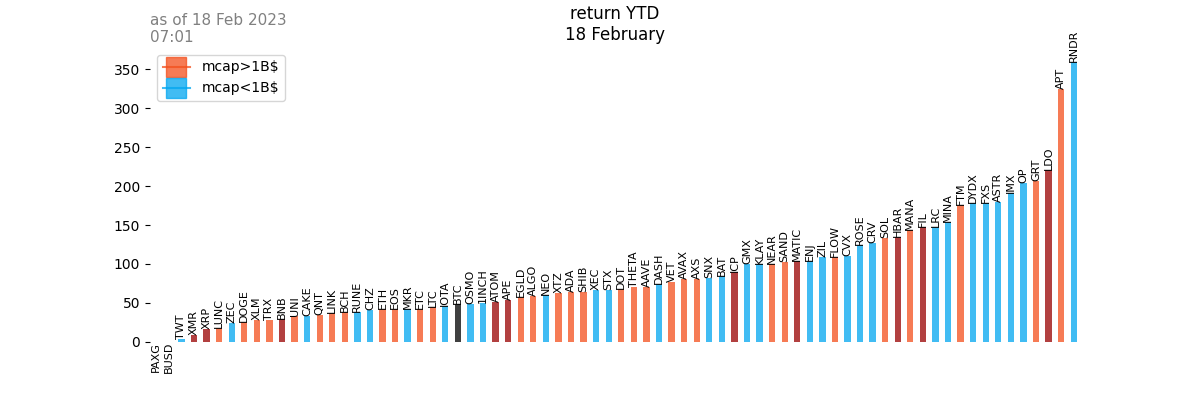 as of 18 Feb 2023
07:01
return YTD
18 February
mcap>1B$
mcap<1B$
350
300
250
200
150
100
50
0
PAXG
BUSD
TWT
XMR
XRP
LUNC
ZEC
DOGE
XLM
TRX
BNB
UNI
CAKE
QNT
LINK
BCH
RUNE
CHZ
ETH
EOS
MKR
ETC
LTC
IOTA
BTC
OSMO
1INCH
ATOM
APE
EGLD
ALGO
NEO
XTZ
ADA
SHIB
XEC
STX
DOT
THETA
AAVE
DASH
VET
AVAX
AXS
SNX
BAT
ICP
GMX
KLAY
NEAR
SAND
MATIC
ENJ
ZIL
FLOW
CVX
ROSE
CRV
SOL
HBAR
MANA
FIL
LRC
MINA
FTM
DYDX
FXS
ASTR
IMX
OP
GRT
LDO
APT
RNDR